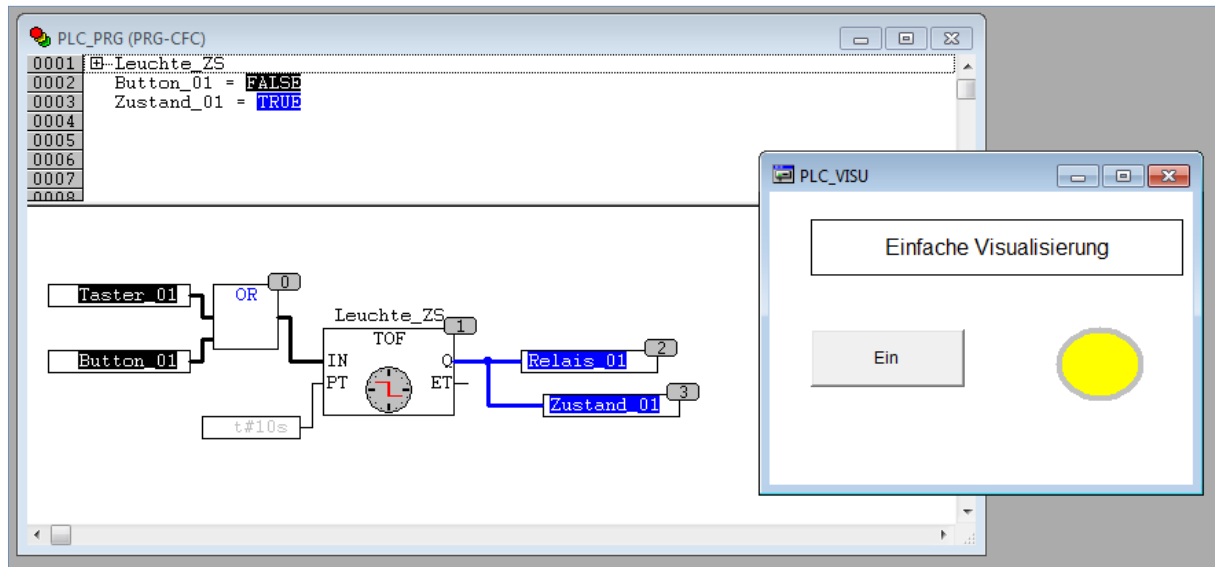 PLC_PRG (PRG-CFC)
0001 Leuchte_ZS
0002 Button_01 = FALSE
0003 Zustand_01 = TRUE
0004
0005
0006
0007
0008
PLC_VISU
Einfache Visualisierung
Ein
0
Taster_01 OR
Leuchte_ZS 1
TOF
Button_01 IN Q Relais_01 2
PT ET
Zustand_01 3
t#10s